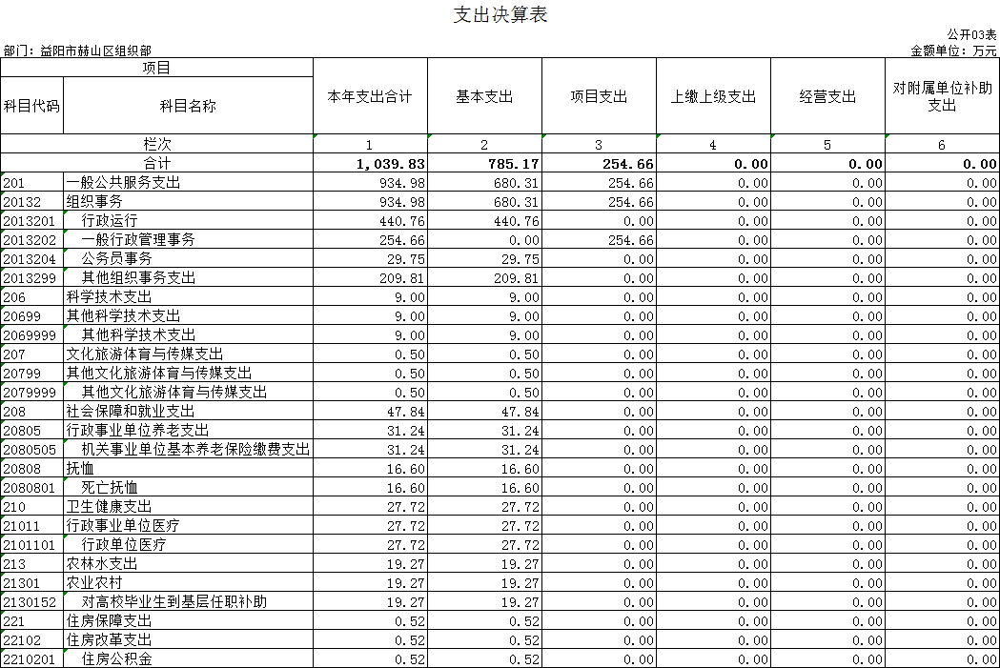 支出决算表
公开03表
部门：益阳市赫山区组织部 金额单位：万元
项目 本年支出合计 基本支出 项目支出 上缴上级支出 经营支出 对附属单位补助支出
科目代码 科目名称
栏次 1 2 3 4 5 6
合计 1,039.83 785.17 254.66 0.00 0.00 0.00
201 一般公共服务支出 934.98 680.31 254.66 0.00 0.00 0.00
20132 组织事务 934.98 680.31 254.66 0.00 0.00 0.00
2013201 行政运行 440.76 440.76 0.00 0.00 0.00 0.00
2013202 一般行政管理事务 254.66 0.00 254.66 0.00 0.00 0.00
2013204 公务员事务 29.75 29.75 0.00 0.00 0.00 0.00
2013299 其他组织事务支出 209.81 209.81 0.00 0.00 0.00 0.00
206 科学技术支出 9.00 9.00 0.00 0.00 0.00 0.00
20699 其他科学技术支出 9.00 9.00 0.00 0.00 0.00 0.00
2069999 其他科学技术支出 9.00 9.00 0.00 0.00 0.00 0.00
207 文化旅游体育与传媒支出 0.50 0.50 0.00 0.00 0.00 0.00
20799 其他文化旅游体育与传媒支出 0.50 0.50 0.00 0.00 0.00 0.00
2079999 其他文化旅游体育与传媒支出 0.50 0.50 0.00 0.00 0.00 0.00
208 社会保障和就业支出 47.84 47.84 0.00 0.00 0.00 0.00
20805 行政事业单位养老支出 31.24 31.24 0.00 0.00 0.00 0.00
2080505 机关事业单位基本养老保险缴费支出 31.24 31.24 0.00 0.00 0.00 0.00
20808 抚恤 16.60 16.60 0.00 0.00 0.00 0.00
2080801 死亡抚恤 16.60 16.60 0.00 0.00 0.00 0.00
210 卫生健康支出 27.72 27.72 0.00 0.00 0.00 0.00
21011 行政事业单位医疗 27.72 27.72 0.00 0.00 0.00 0.00
2101101 行政单位医疗 27.72 27.72 0.00 0.00 0.00 0.00
213 农林水支出 19.27 19.27 0.00 0.00 0.00 0.00
21301 农业农村 19.27 19.27 0.00 0.00 0.00 0.00
2130152 对高校毕业生到基层任职补助 19.27 19.27 0.00 0.00 0.00 0.00
221 住房保障支出 0.52 0.52 0.00 0.00 0.00 0.00
22102 住房改革支出 0.52 0.52 0.00 0.00 0.00 0.00
2210201 住房公积金 0.52 0.52 0.00 0.00 0.00 0.00